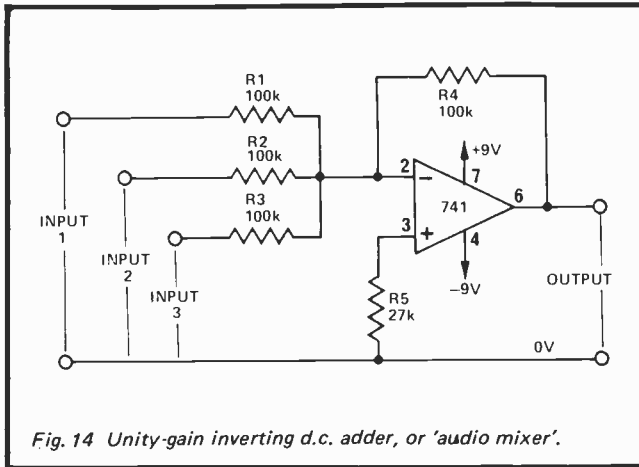 R1
100k
R2
100k
R3
100k
R4
100k
INPUT
1
INPUT
2
INPUT
3
2
−
3
+
741
+9V
7
6
4
−9V
R5
27k
OUTPUT
0V
Fig. 14 Unity-gain inverting d.c. adder, or 'audio mixer'.